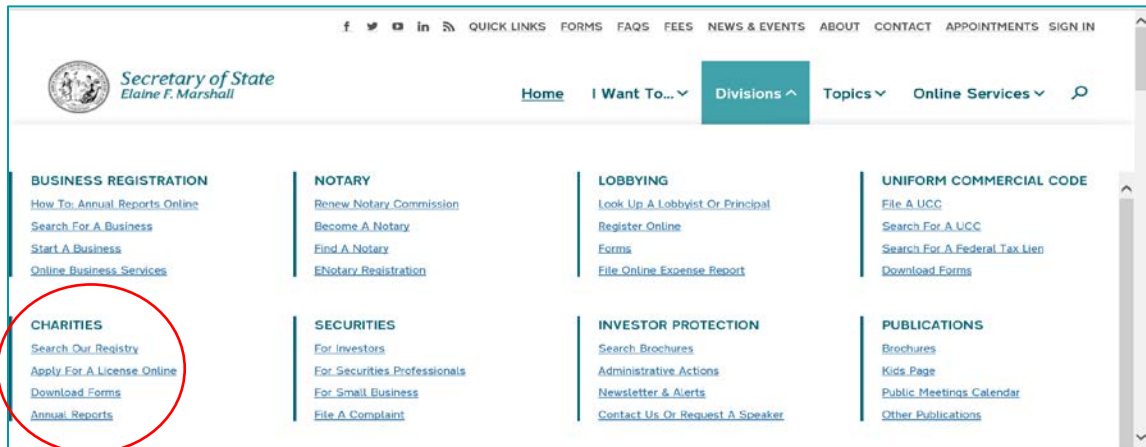 QUICK LINKS FORMS FAQS FEES NEWS & EVENTS ABOUT CONTACT APPOINTMENTS SIGN IN
Secretary of State
Elaine F. Marshall
Home I Want To... Divisions Topics Online Services
BUSINESS REGISTRATION
How To: Annual Reports Online
Search For A Business
Start A Business
Online Business Services
NOTARY
Renew Notary Commission
Become A Notary
Find A Notary
ENotary Registration
LOBBYING
Look Up A Lobbyist Or Principal
Register Online
Forms
File Online Expense Report
UNIFORM COMMERCIAL CODE
File A UCC
Search For A UCC
Search For A Federal Tax Lien
Download Forms
CHARITIES
Search Our Registry
Apply For A License Online
Download Forms
Annual Reports
SECURITIES
For Investors
For Securities Professionals
For Small Business
File A Complaint
INVESTOR PROTECTION
Search Brochures
Administrative Actions
Newsletter & Alerts
Contact Us Or Request A Speaker
PUBLICATIONS
Brochures
Kids Page
Public Meetings Calendar
Other Publications